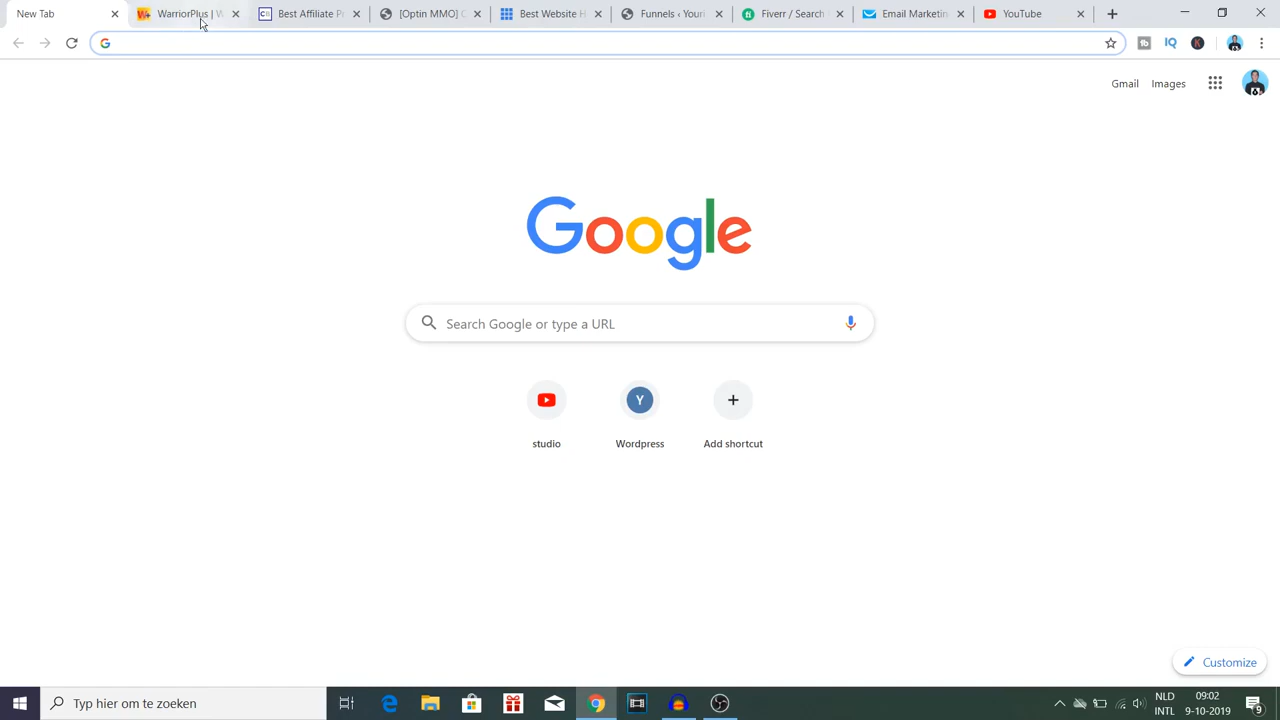 New Tab
WarriorPlus | W
Best Affiliate P
[Optin MMO] C
Best Website H
Funnels ‹ Your
Fiverr / Search
Email Marketin
YouTube
Gmail
Images
Google
Search Google or type a URL
studio
Y
Wordpress
Add shortcut
Customize
Typ hier om te zoeken
NLD
INTL
09:02
9-10-2019